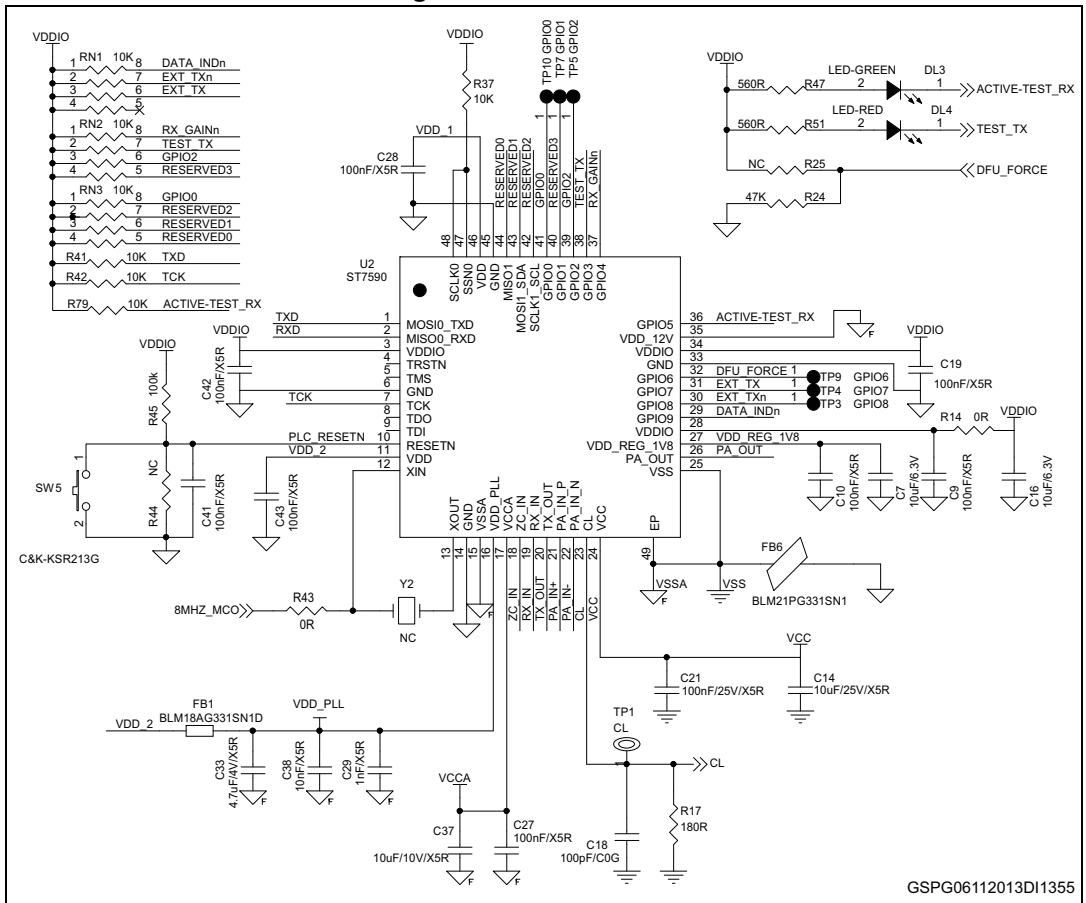 VDDIO
RN1 10K
1 8 DATA_INDn
2 7 EXT_TXn
3 6 EXT_TX
4 5
RN2 10K
1 8 RX_GAINn
2 7 TEST_TX
3 6 GPIO2
4 5 RESERVED3
RN3 10K
1 8 GPIO0
2 7 RESERVED2
3 6 RESERVED1
4 5 RESERVED0
R41 10K TXD
R42 10K TCK
R79 10K ACTIVE-TEST_RX
VDDIO
R37
10K
VDD_1
C28
100nF/X5R
TP10 GPIO0
TP7 GPIO1
TP5 GPIO2
1
1
1
RESERVED0
RESERVED1
RESERVED2
GPIO0
RESERVED3
GPIO2
TEST_TX
RX_GAINn
VDDIO
560R R47 LED-GREEN 2 DL3 1 ACTIVE-TEST_RX
560R R51 LED-RED 2 DL4 1 TEST_TX
NC R25 DFU_FORCE
47K R24
48 47 46 45 44 43 42 41 40 39 38 37
SCLK0
SSN0
VDD
GND
MISO1
MOSI1_SDA
SCLK1_SCL
GPIO0
GPIO1
GPIO2
GPIO3
GPIO4
U2
ST7590
TXD 1 MOSI0_TXD
RXD 2 MISO0_RXD
3 VDDIO
4 TRSTN
5 TMS
6 GND
TCK 7 TCK
8 TDO
9 TDI
PLC_RESETN 10 RESETN
VDD_2 11 VDD
12 XIN
GPIO5 36 ACTIVE-TEST_RX
VDD_12V 35
VDDIO 34
GND 33
GPIO6 32 DFU_FORCE 1 TP9 GPIO6
GPIO7 31 EXT_TX 1 TP4 GPIO7
GPIO8 30 EXT_TXn 1 TP3 GPIO8
GPIO9 29 DATA_INDn
VDDIO 28
VDD_REG_1V8 27 VDD_REG_1V8
PA_OUT 26 PA_OUT
VSS 25
F
VDDIO
C19
100nF/X5R
R14 0R VDDIO
C10
100nF/X5R
C7
10uF/6.3V
C9
100nF/X5R
C16
10uF/6.3V
VDDIO
C42
100nF/X5R
VDDIO
R45 100k
R44 NC
C41
100nF/X5R
C43
100nF/X5R
1
SW5
2
C&K-KSR213G
XOUT
GND
VSSA
VDD_PLL
VCCA
ZC_IN
RX_IN
TX_OUT
PA_IN_P
PA_IN_N
CL
VCC
EP
13 14 15 16 17 18 19 20 21 22 23 24 49
ZC_IN
RX_IN
TX_OUT
PA_IN+
PA_IN-
CL
VCC
F
VSSA
F
VSS
FB6
BLM21PG331SN1
8MHZ_MCO R43
0R
Y2
NC
VCC
C21
100nF/25V/X5R
C14
10uF/25V/X5R
VDD_2 FB1
BLM18AG331SN1D
VDD_PLL
C33
4.7uF/4V/X5R
C38
10nF/X5R
C29
1nF/X5R
F
F
F
TP1
CL
1
CL
R17
180R
C18
100pF/C0G
VCCA
C37
10uF/10V/X5R
C27
100nF/X5R
F
F
GSPG06112013DI1355